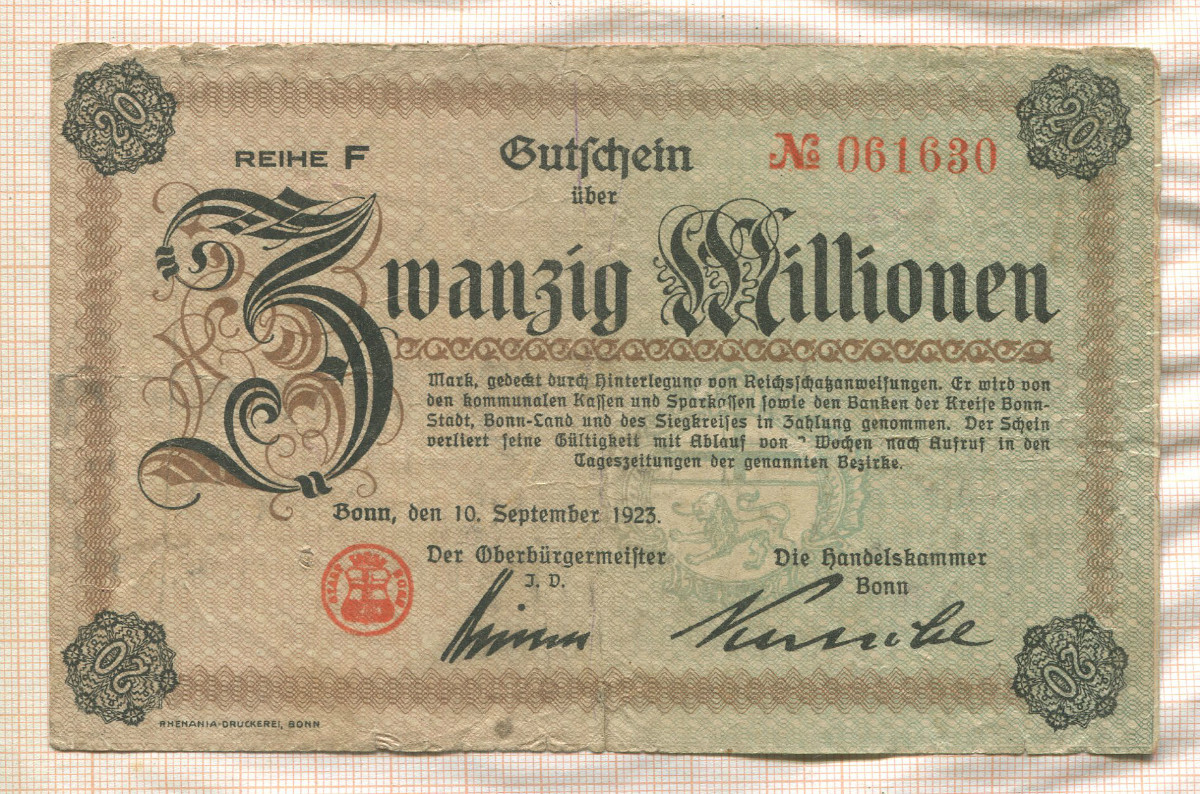 20
20
REIHE F
Gutschein
№ 061630
über
Zwanzig Millionen
Mark, gedeckt durch Hinterlegung von Reichsschatzanweisungen. Er wird von
den kommunalen Kassen und Sparkassen sowie den Banken der Kreise Bonn-
Stadt, Bonn-Land und des Siegkreises in Zahlung genommen. Der Schein
verliert seine Gültigkeit mit Ablauf von Wochen nach Aufruf in den
Tageszeitungen der genannten Bezirke.
Bonn, den 10. September 1923.
Der Oberbürgermeister
J. V.
Die Handelskammer
Bonn
STADT BONN
20
20
RHENANIA-DRUCKEREI, BONN